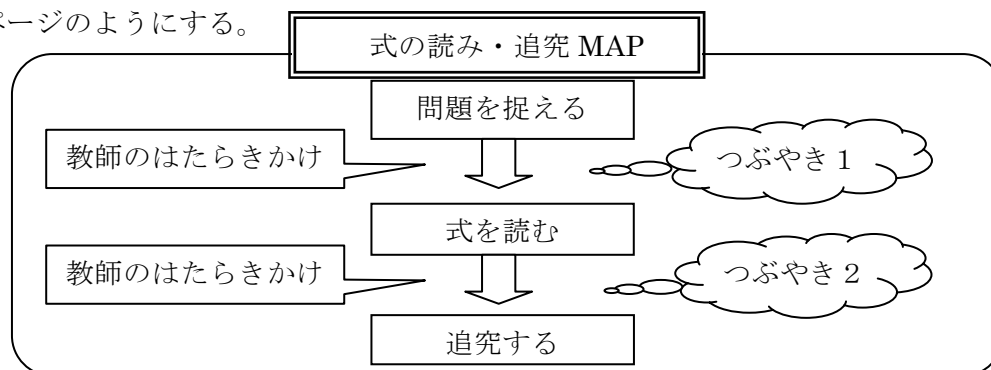 ページのようにする。
式の読み・追究 MAP
問題を捉える
教師のはたらきかけ
つぶやき１
式を読む
教師のはたらきかけ
つぶやき２
追究する